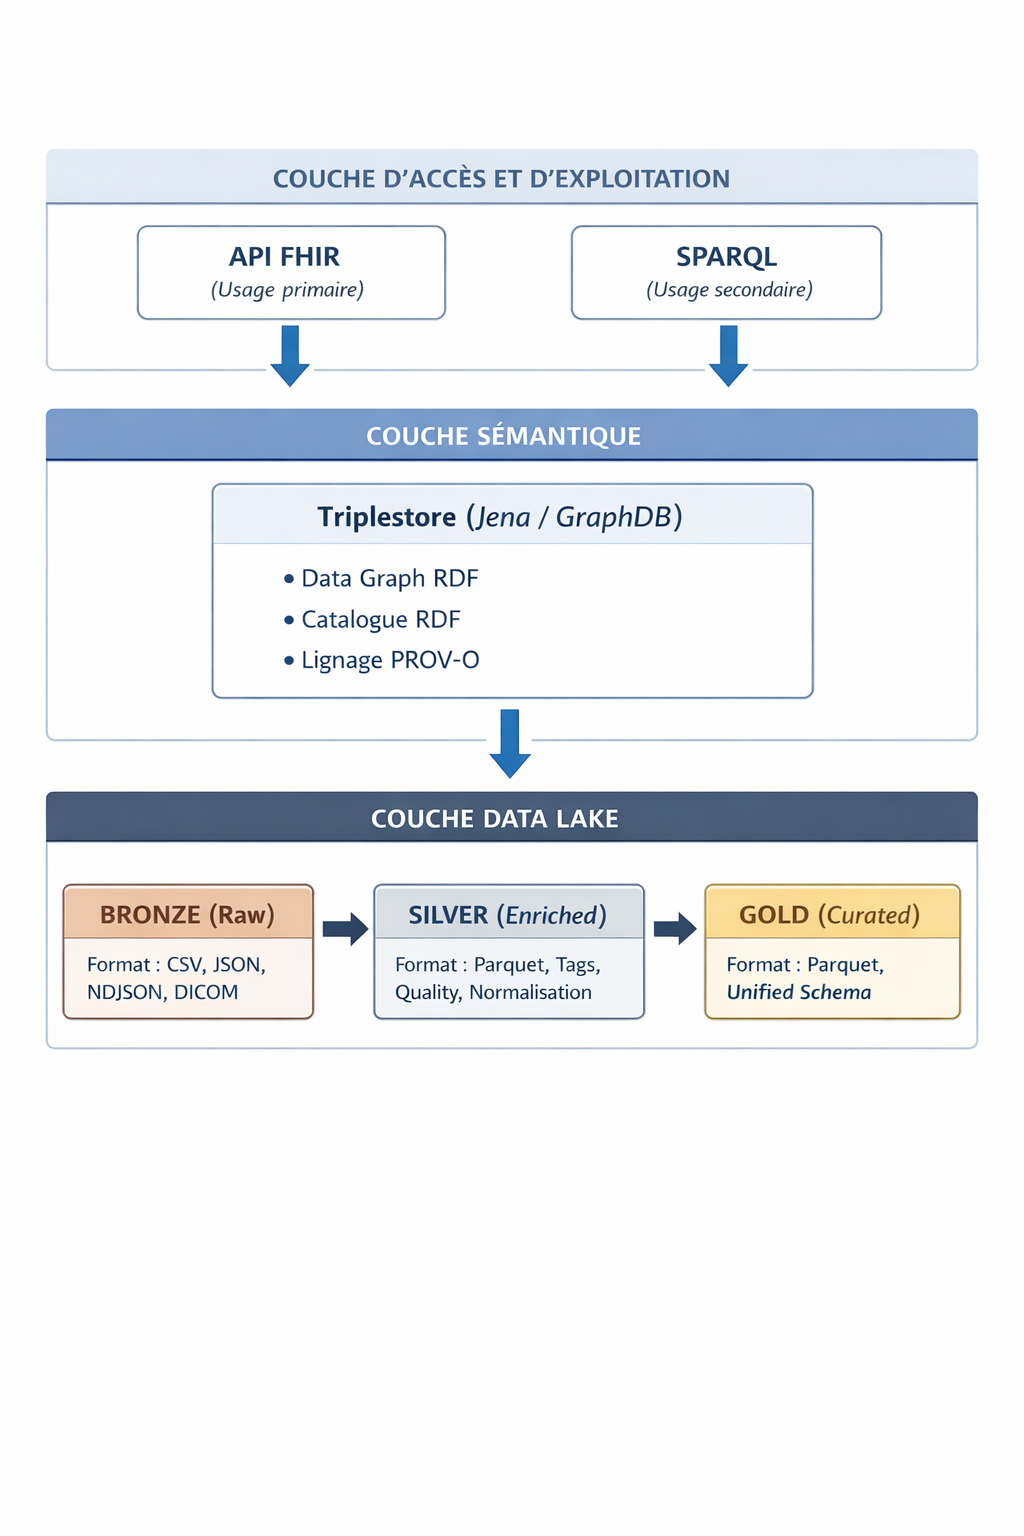 COUCHE D'ACCÈS ET D'EXPLOITATION
API FHIR
(Usage primaire)
SPARQL
(Usage secondaire)
COUCHE SÉMANTIQUE
Triplestore (Jena / GraphDB)
• Data Graph RDF
• Catalogue RDF
• Lignage PROV-O
COUCHE DATA LAKE
BRONZE (Raw)
Format : CSV, JSON,
NDJSON, DICOM
SILVER (Enriched)
Format : Parquet, Tags,
Quality, Normalisation
GOLD (Curated)
Format : Parquet,
Unified Schema